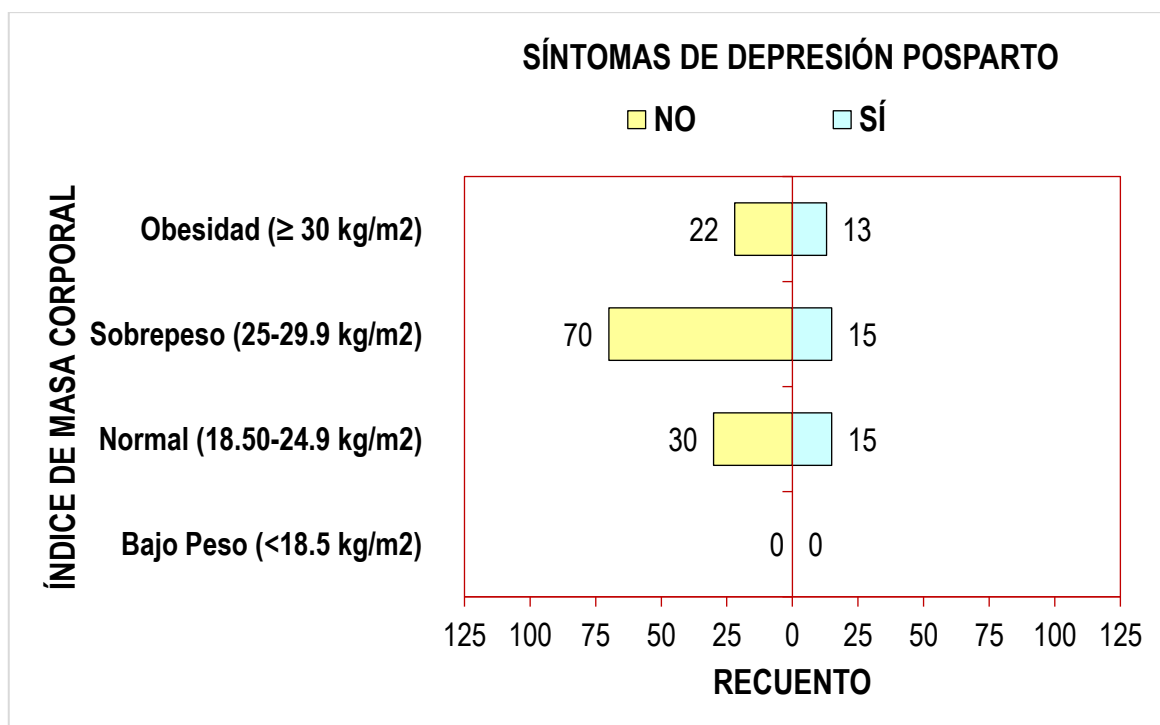 SÍNTOMAS DE DEPRESIÓN POSPARTO
NO SÍ
ÍNDICE DE MASA CORPORAL
Obesidad (≥ 30 kg/m2) 22 13
Sobrepeso (25-29.9 kg/m2) 70 15
Normal (18.50-24.9 kg/m2) 30 15
Bajo Peso (<18.5 kg/m2) 0 0
125 100 75 50 25 0 25 50 75 100 125
RECUENTO